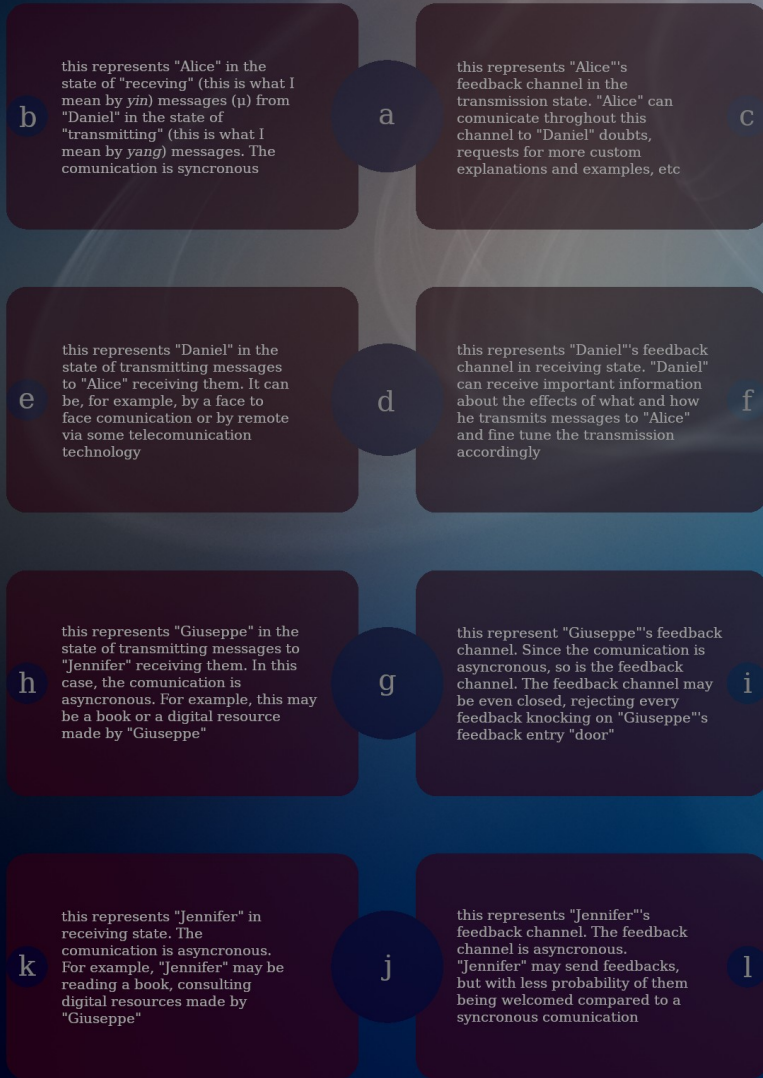 b
this represents "Alice" in the
state of "receving" (this is what I
mean by yin) messages (μ) from
"Daniel" in the state of
"transmitting" (this is what I
mean by yang) messages. The
comunication is syncronous
a
this represents "Alice"'s
feedback channel in the
transmission state. "Alice" can
comunicate throghout this
channel to "Daniel" doubts,
requests for more custom
explanations and examples, etc
c
e
this represents "Daniel" in the
state of transmitting messages
to "Alice" receiving them. It can
be, for example, by a face to
face comunication or by remote
via some telecomunication
technology
d
this represents "Daniel"'s feedback
channel in receiving state. "Daniel"
can receive important information
about the effects of what and how
he transmits messages to "Alice"
and fine tune the transmission
accordingly
f
h
this represents "Giuseppe" in the
state of transmitting messages to
"Jennifer" receiving them. In this
case, the comunication is
asyncronous. For example, this may
be a book or a digital resource
made by "Giuseppe"
g
this represent "Giuseppe"'s feedback
channel. Since the comunication is
asyncronous, so is the feedback
channel. The feedback channel may
be even closed, rejecting every
feedback knocking on "Giuseppe"'s
feedback entry "door"
i
k
this represents "Jennifer" in
receiving state. The
comunication is asyncronous.
For example, "Jennifer" may be
reading a book, consulting
digital resources made by
"Giuseppe"
j
this represents "Jennifer"'s
feedback channel. The feedback
channel is asyncronous.
"Jennifer" may send feedbacks,
but with less probability of them
being welcomed compared to a
syncronous comunication
l